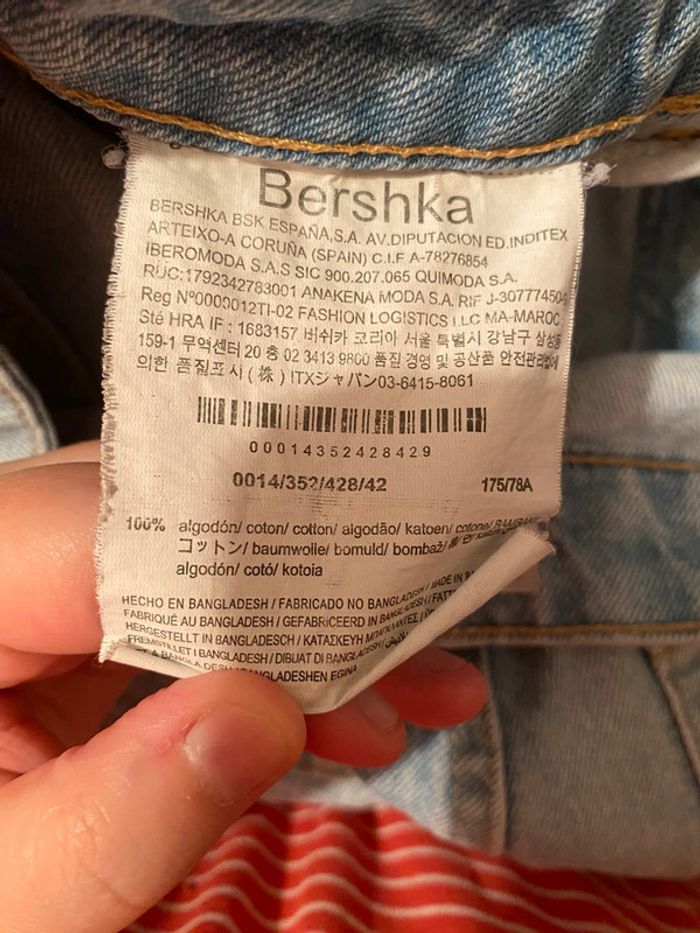 Bershka
BERSHKA BSK ESPAÑA,S.A. AV.DIPUTACION ED.INDITEX
ARTEIXO-A CORUÑA (SPAIN) C.I.F A-78276854
IBEROMODA S.A.S SIC 900.207.065 QUIMODA S.A.
RUC:1792342783001 ANAKENA MODA S.A. RIF J-307774504
Reg Nº0000012TI-02 FASHION LOGISTICS LLC MA-MAROC
Sté HRA IF : 1683157 버쉬카 코리아 서울 특별시 강남구 삼성동
159-1 무역센터 20 층 02 3413 9800 품질 경영 및 공산품 안전관리법에
의한 품질표시 (株) ITXジャパン03-6415-8061
00014352428429
0014/352/428/42 175/78A
100% algodón/ coton/ cotton/ algodão/ katoen/ cotone/
コットン/ baumwolle/ bomuld/ bombaž/ 棉 / 면
algodón/ cotó/ kotoia
HECHO EN BANGLADESH / FABRICADO NO BANGLADESH / MADE IN
FABRIQUÉ AU BANGLADESH / GEFABRICEERD IN BANGLADESH /
HERGESTELLT IN BANGLADESCH / ΚΑΤΑΣΚΕΥΗ ΜΠΑΓΚΛΑΝΤΕΣ /
FREMSTILLET I BANGLADESH / DIBUAT DI BANGLADESH /
BANGLADESHEN EGINA